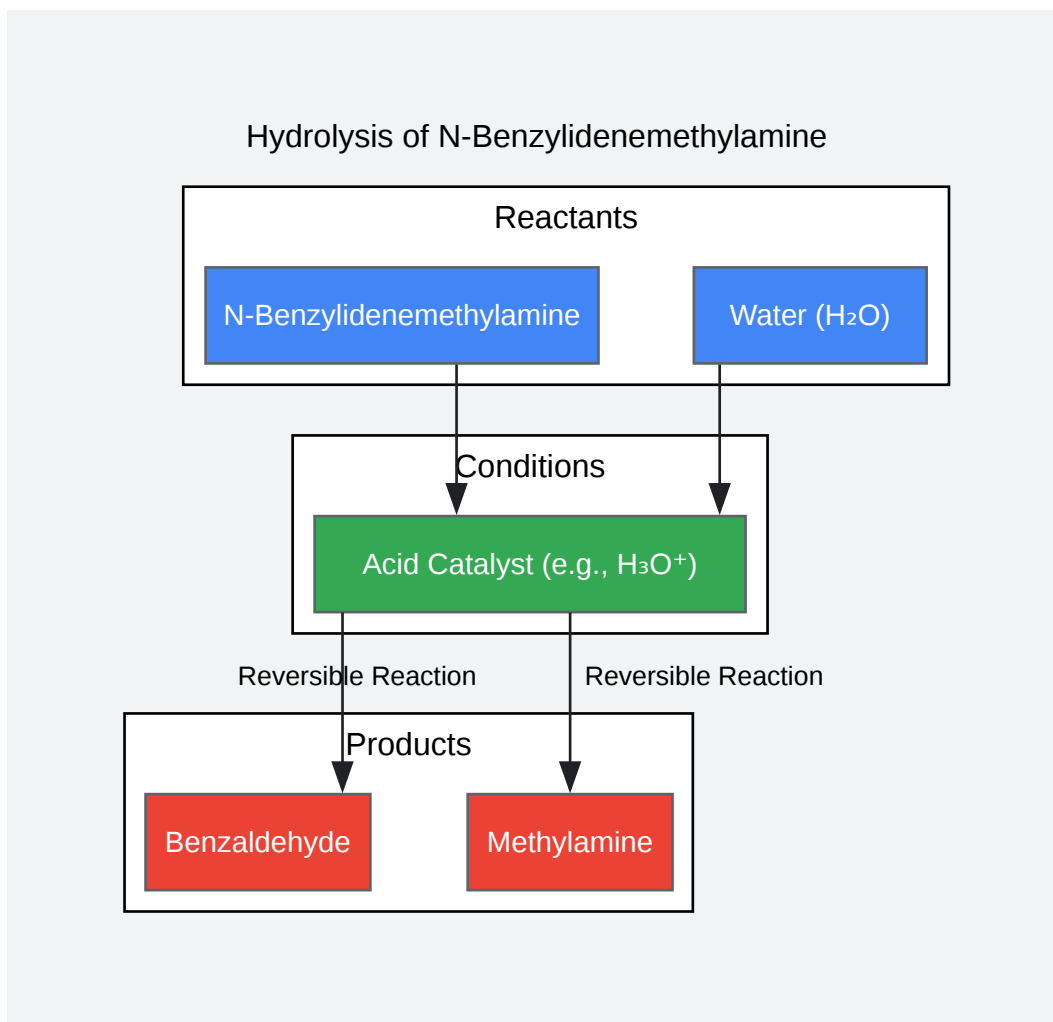 Hydrolysis of N-Benzylidenemethylamine
Reactants
N-Benzylidenemethylamine
Water (H₂O)
Conditions
Acid Catalyst (e.g., H₃O⁺)
Reversible Reaction
Reversible Reaction
Products
Benzaldehyde
Methylamine